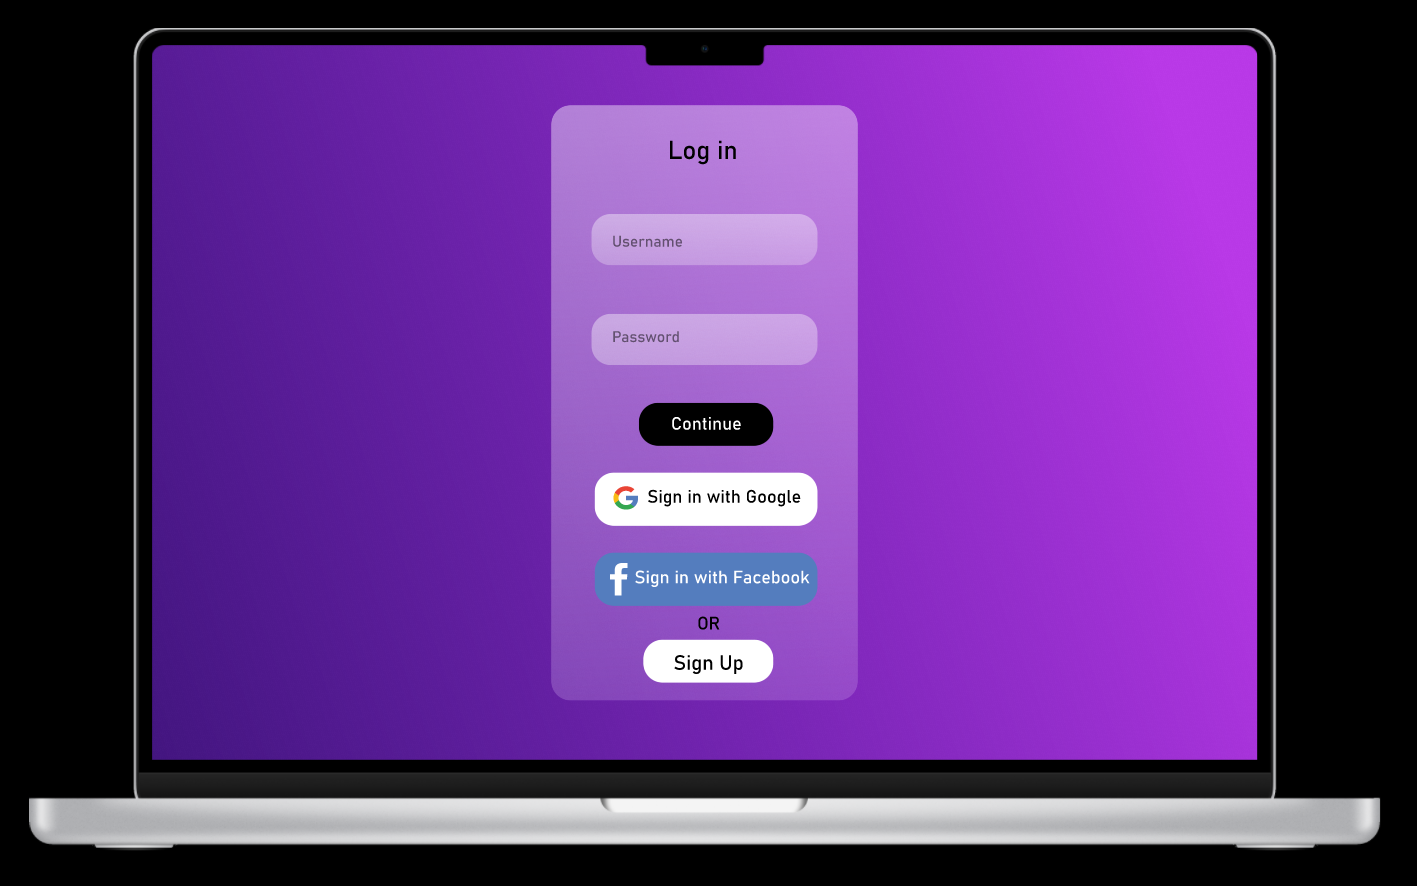 Log in
Username
Password
Continue
Sign in with Google
Sign in with Facebook
OR
Sign Up